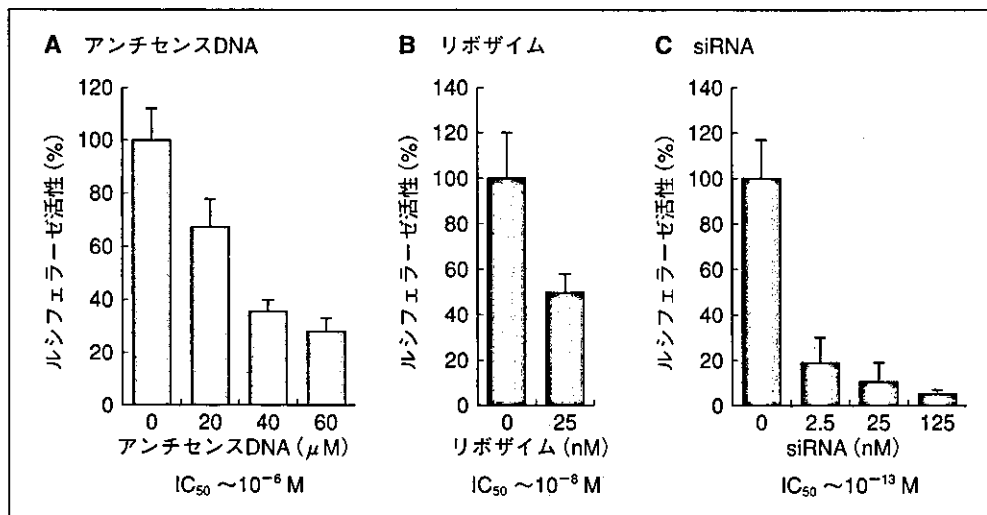 A アンチセンスDNA
120
100
80
60
40
20
0
ルシフェラーゼ活性(%)
0 20 40 60
アンチセンスDNA(μM)
IC50 ~10−6 M
B リボザイム
140
120
100
80
60
40
20
0
ルシフェラーゼ活性(%)
0 25
リボザイム(nM)
IC50 ~10−8 M
C siRNA
140
120
100
80
60
40
20
0
ルシフェラーゼ活性(%)
0 2.5 25 125
siRNA(nM)
IC50 ~10−13 M